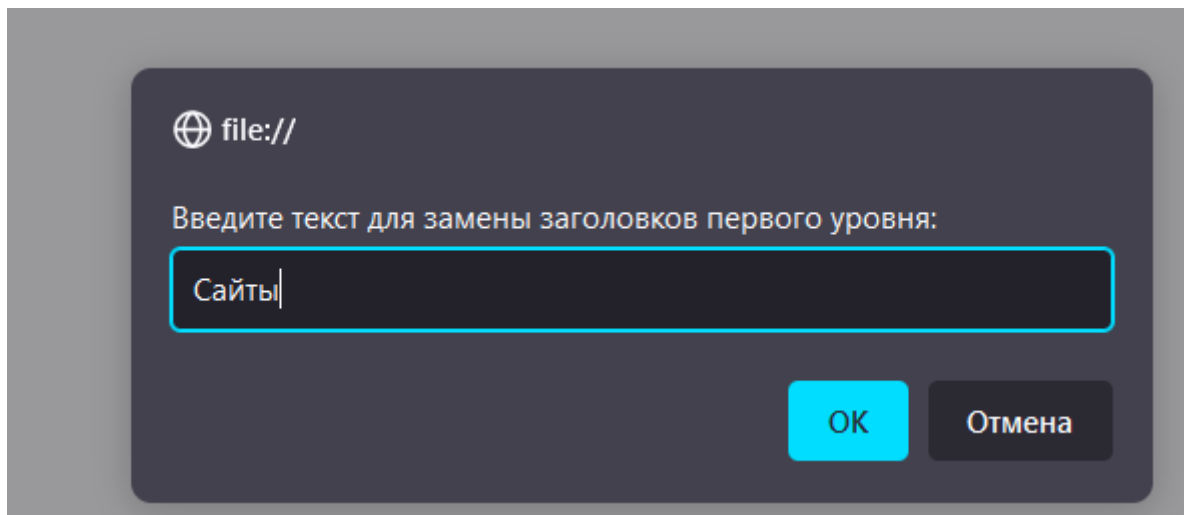 file://
Введите текст для замены заголовков первого уровня:
Сайты
OK Отмена